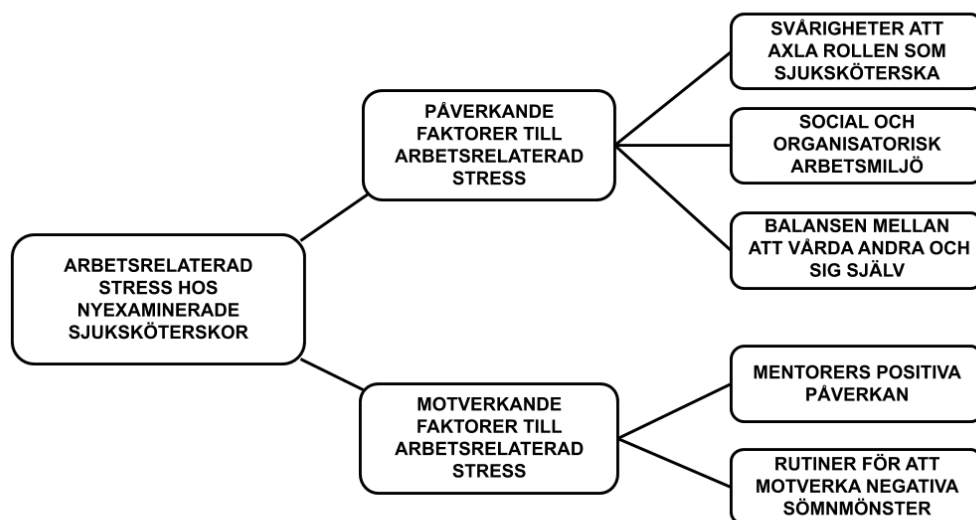 ARBETSRELATERAD
STRESS HOS
NYEXAMINERADE
SJUKSKÖTERSKOR
PÅVERKANDE
FAKTORER TILL
ARBETSRELATERAD
STRESS
SVÅRIGHETER ATT
AXLA ROLLEN SOM
SJUKSKÖTERSKA
SOCIAL OCH
ORGANISATORISK
ARBETSMILJÖ
BALANSEN MELLAN
ATT VÅRDA ANDRA OCH
SIG SJÄLV
MOTVERKANDE
FAKTORER TILL
ARBETSRELATERAD
STRESS
MENTORERS POSITIVA
PÅVERKAN
RUTINER FÖR ATT
MOTVERKA NEGATIVA
SÖMNMÖNSTER